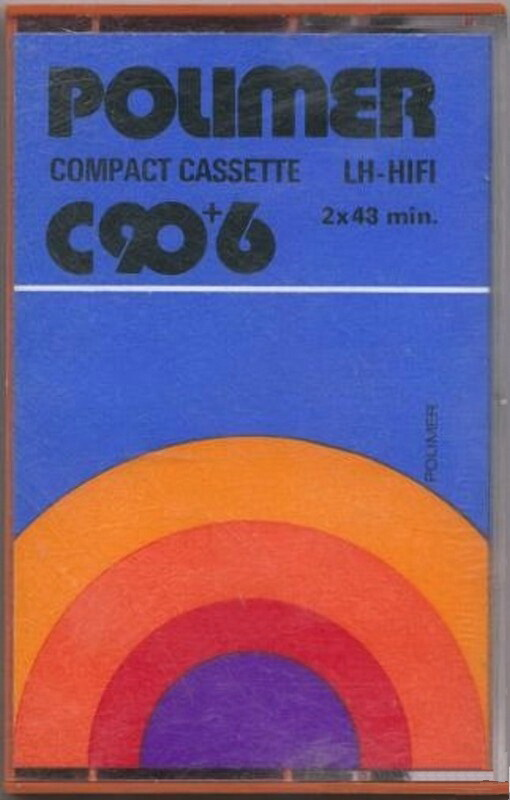 POLIMER
COMPACT CASSETTE LH-HIFI
C90+6 2x43 min.
POLIMER